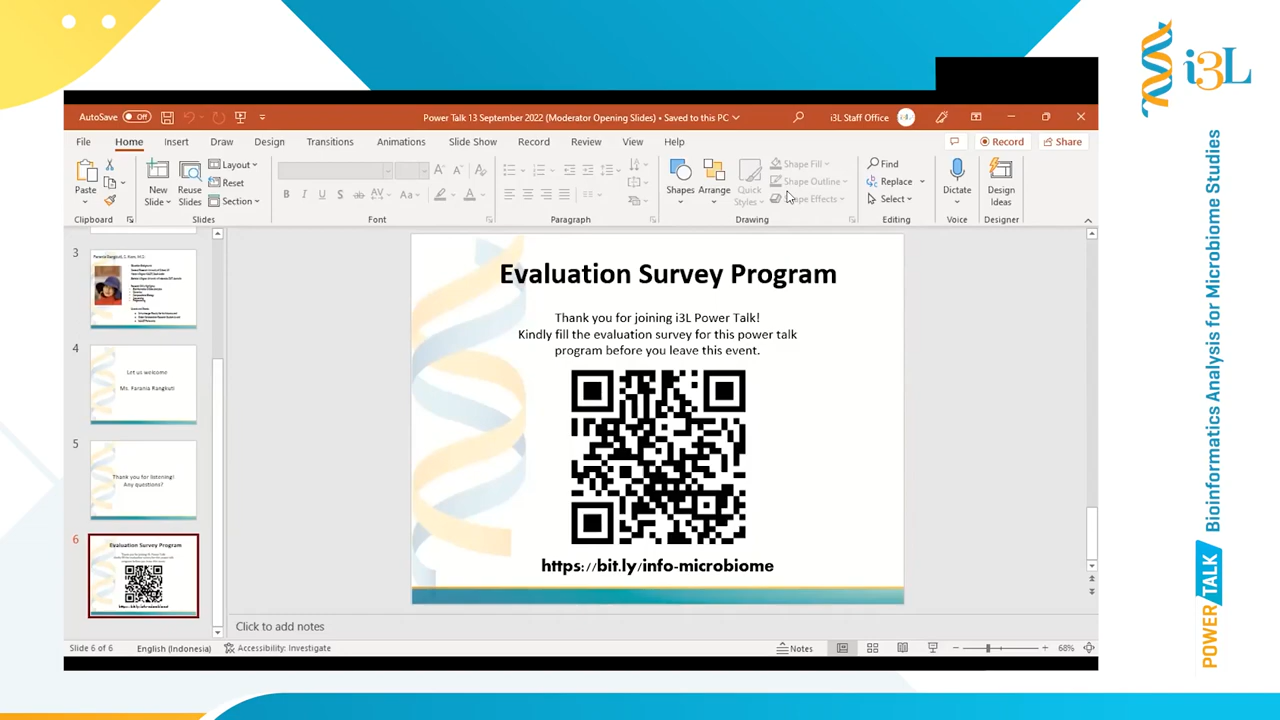 i3L
AutoSave Off
Power Talk 13 September 2022 (Moderator Opening Slides) • Saved to this PC
i3L Staff Office
File Home Insert Draw Design Transitions Animations Slide Show Record Review View Help
Record
Share
Paste
New
Slide
Reuse
Slides
Layout
Reset
Section
Shapes
Arrange
Quick
Styles
Shape Fill
Shape Outline
Shape Effects
Find
Replace
Select
Dictate
Design
Ideas
Clipboard
Slides
Font
Paragraph
Drawing
Editing
Voice
Designer
3
4
Let us welcome
Ms. Farania Rangkuti
5
Thank you for listening!
Any questions?
6
Evaluation Survey Program
Evaluation Survey Program
Thank you for joining i3L Power Talk!
Kindly fill the evaluation survey for this power talk
program before you leave this event.
https://bit.ly/info-microbiome
Click to add notes
Slide 6 of 6
English (Indonesia)
Accessibility: Investigate
Notes
68%
POWER TALK Bioinformatics Analysis for Microbiome Studies